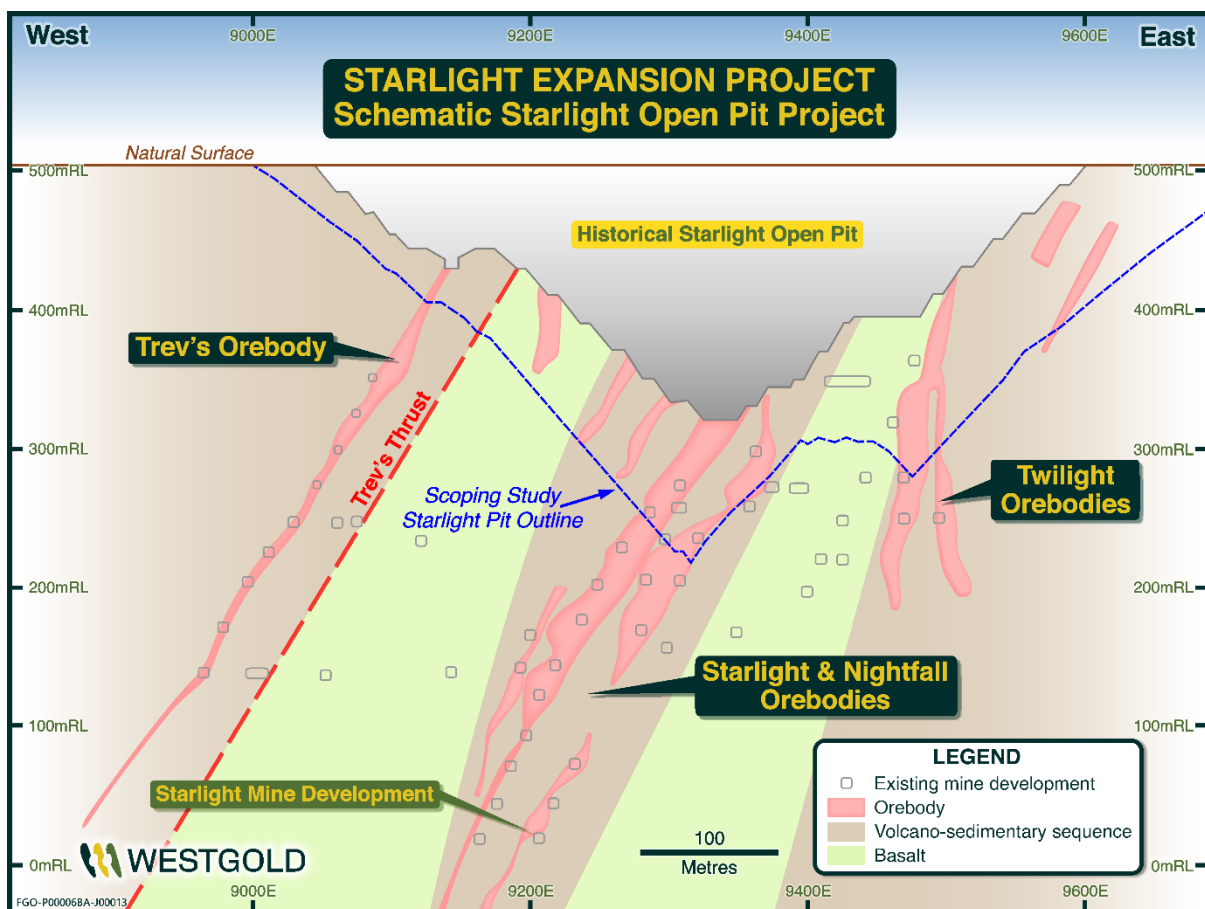 West
9000E
9200E
9400E
9600E
East
STARLIGHT EXPANSION PROJECT
Schematic Starlight Open Pit Project
Natural Surface
500mRL
500mRL
Historical Starlight Open Pit
400mRL
400mRL
Trev's Orebody
Trev's Thrust
300mRL
300mRL
Scoping Study
Starlight Pit Outline
Twilight
Orebodies
200mRL
200mRL
Starlight & Nightfall
Orebodies
100mRL
100mRL
Starlight Mine Development
LEGEND
Existing mine development
Orebody
Volcano-sedimentary sequence
Basalt
100
Metres
0mRL
0mRL
WESTGOLD
9000E
9200E
9400E
9600E
FGO-P00006BA-J00013